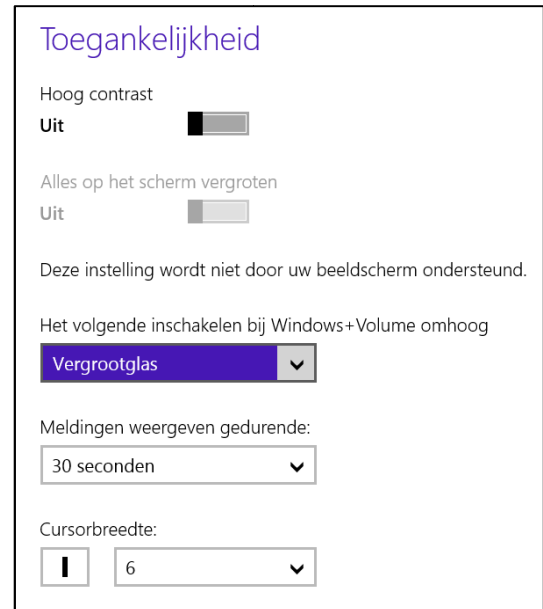 Toegankelijkheid
Hoog contrast
Uit
Alles op het scherm vergroten
Uit
Deze instelling wordt niet door uw beeldscherm ondersteund.
Het volgende inschakelen bij Windows+Volume omhoog
Vergrootglas
Meldingen weergeven gedurende:
30 seconden
Cursorbreedte:
6